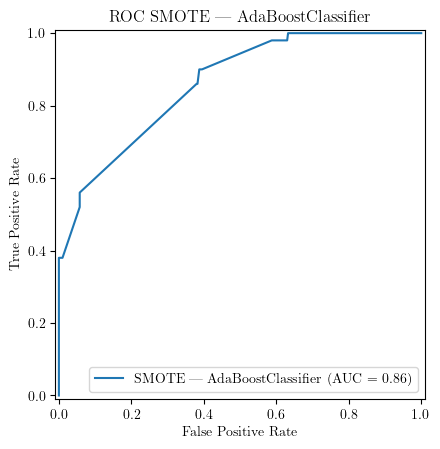 ROC SMOTE — AdaBoostClassifier
1.0
0.8
0.6
0.4
0.2
0.0
True Positive Rate
SMOTE — AdaBoostClassifier (AUC = 0.86)
0.0 0.2 0.4 0.6 0.8 1.0
False Positive Rate